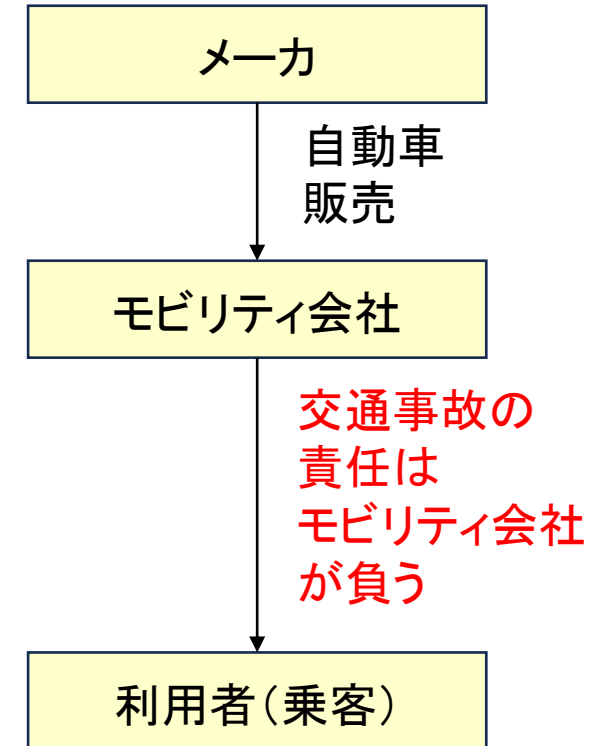 メーカ
自動車
販売
モビリティ会社
交通事故の
責任は
モビリティ会社
が負う
利用者（乗客）